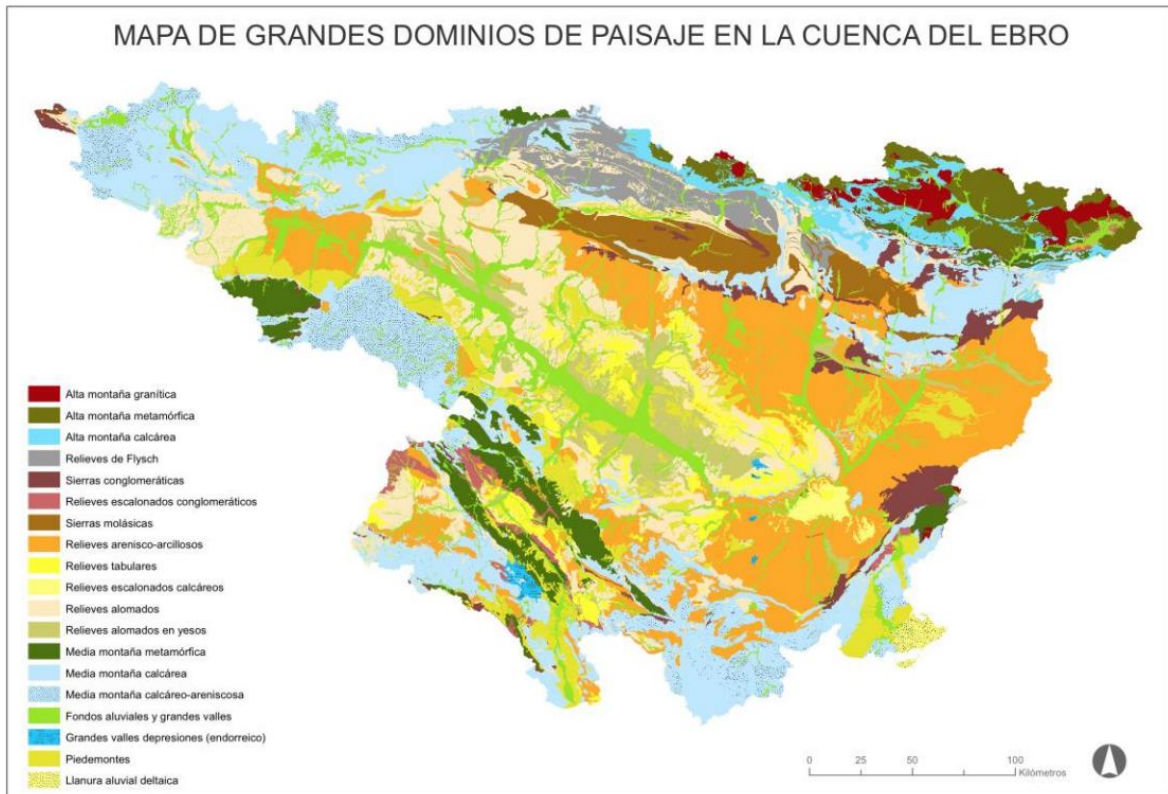 MAPA DE GRANDES DOMINIOS DE PAISAJE EN LA CUENCA DEL EBRO
Alta montaña granítica
Alta montaña metamórfica
Alta montaña calcárea
Relieves de Flysch
Sierras conglomeráticas
Relieves escalonados conglomeráticos
Sierras molásicas
Relieves arenisco-arcillosos
Relieves tabulares
Relieves escalonados calcáreos
Relieves alomados
Relieves alomados en yesos
Media montaña metamórfica
Media montaña calcárea
Media montaña calcáreo-areniscosa
Fondos aluviales y grandes valles
Grandes valles depresiones (endorreico)
Piedemontes
Llanura aluvial deltaica
0 25 50 100
Kilómetros